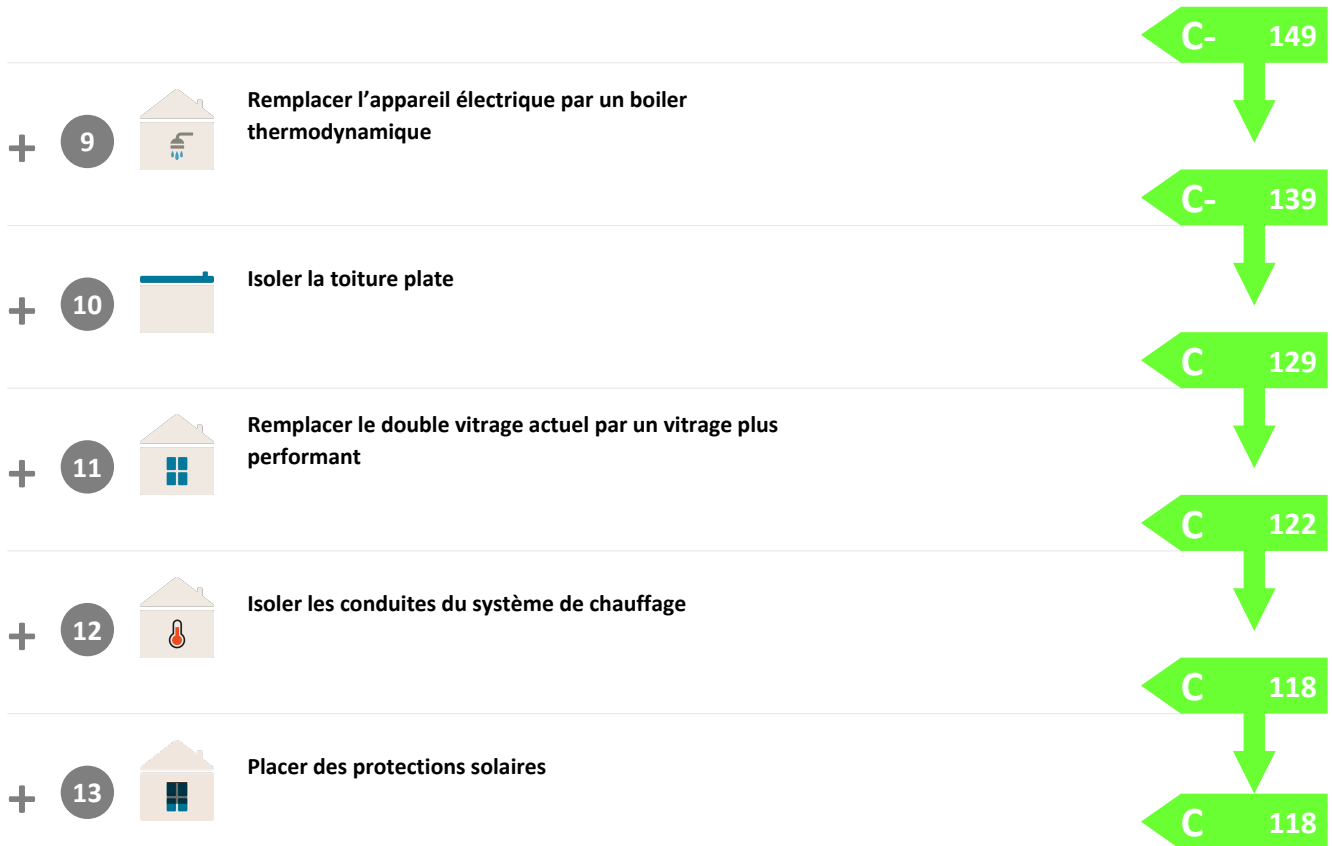 C- 149
Remplacer l’appareil électrique par un boiler
thermodynamique
+ 9
C- 139
Isoler la toiture plate
+ 10
C 129
Remplacer le double vitrage actuel par un vitrage plus
performant
+ 11
C 122
Isoler les conduites du système de chauffage
+ 12
C 118
Placer des protections solaires
+ 13
C 118